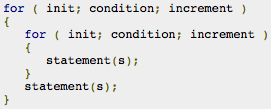 for ( init; condition; increment )
{
   for ( init; condition; increment )
   {
      statement(s);
   }
   statement(s);
}